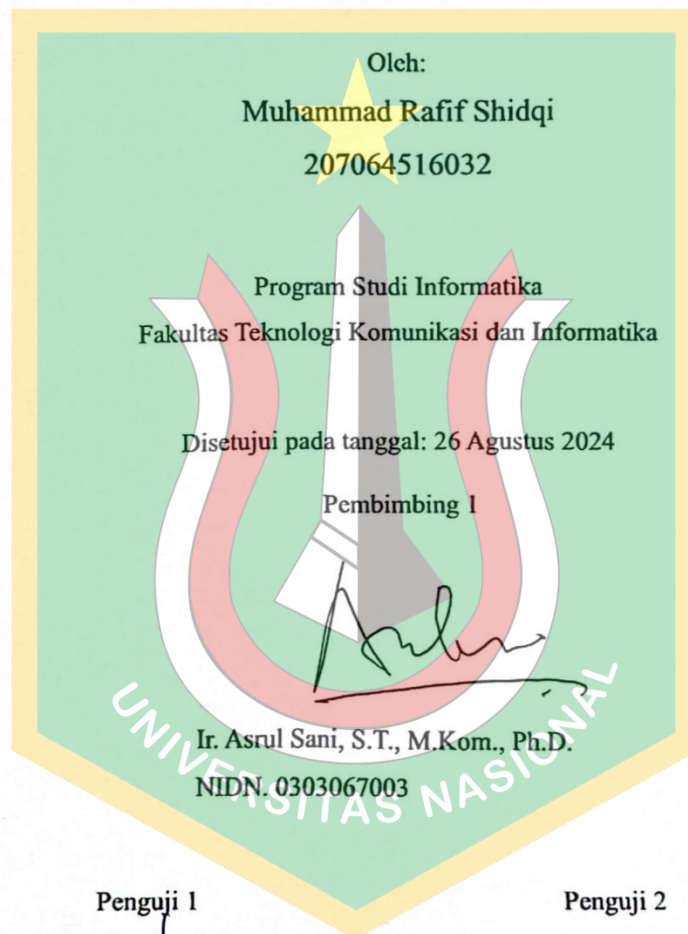 Oleh:
Muhammad Rafif Shidqi
207064516032
Program Studi Informatika
Fakultas Teknologi Komunikasi dan Informatika
Disetujui pada tanggal: 26 Agustus 2024
Pembimbing 1
Ir. Asrul Sani, S.T., M.Kom., Ph.D.
NIDN. 0303067003
UNIVERSITAS NASIONAL
Penguji 1 Penguji 2